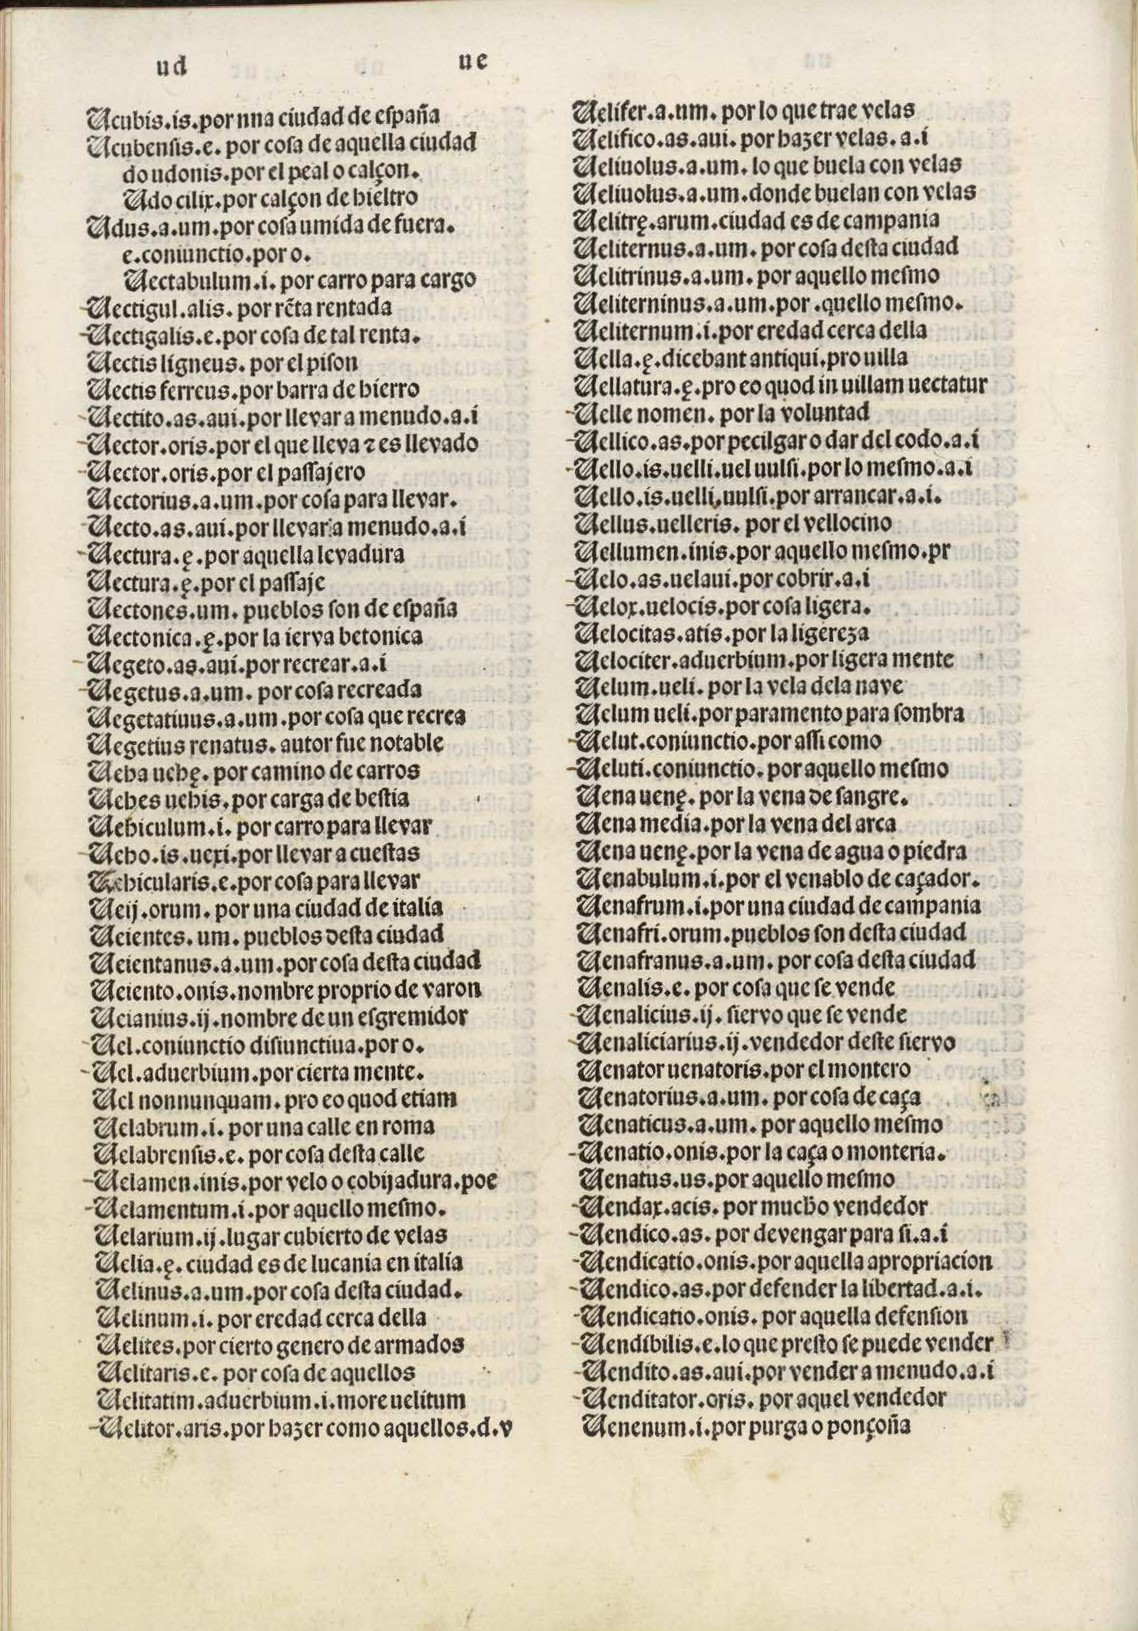 ud ue
Ucubis.is.por una ciudad de españa
Ucubensis.e. por cosa de aquella ciudad
do udonis.por el peal o calçon.
Udo cilix.por calçon de hieltro
Udus.a.um.por cosa umida de fuera.
e.coniunctio.por o.
Uectabulum.i. por carro para cargo
Uectigul.alis. por rẽta rentada
Uectigalis.e.por cosa de tal renta.
Uectis ligneus. por el pison
Uectis ferreus.por barra de hierro
Uectito.as.aui.por llevar a menudo.a.i
Uector.oris.por el que lleva ⁊ es llevado
Uector.oris.por el passajero
Uectorius.a.um.por cosa para llevar.
Uecto.as.aui.por llevar a menudo.a.i
Uectura.ę.por aquella levadura
Uectura.ę.por el passaje
Uectones.um. pueblos son de españa
Uectonica.ę.por la ierva betonica
Uegeto.as.aui.por recrear.a.i
Uegetus.a.um. por cosa recreada
Uegetatiuus.a.um.por cosa que recrea
Uegetius renatus. autor fue notable
Ueha uehę. por camino de carros
Uehes uehis.por carga de bestia
Uehiculum.i. por carro para llevar
Ueho.is.uexi.por llevar a cuestas
Uehicularis.e.por cosa para llevar
Ueij.orum. por una ciudad de italia
Ueientes.um.pueblos desta ciudad
Ueientanus.a.um.por cosa desta ciudad
Ueiento.onis.nombre proprio de varon
Ueianius.ij.nombre de un esgremidor
Uel.coniunctio disiunctiua.por o.
Uel.aduerbium.por cierta mente.
Uel nonnunquam.pro eo quod etiam
Uelabrum.i. por una calle en roma
Uelabrensis.e. por cosa desta calle
Uelamen.inis.por velo o cobijadura.poe
Uelamentum.i.por aquello mesmo.
Uelarium.ij.lugar cubierto de velas
Uelia.ę. ciudad es de lucania en italia
Uelinus.a.um.por cosa desta ciudad.
Uelinum.i. por eredad cerca della
Uelites.por cierto genero de armados
Uelitaris.e. por cosa de aquellos
Uelitatim.aduerbium.i.more uelitum
Uelitor.aris.por hazer como aquellos.d.v
Uelifer.a.um. por lo que trae velas
Uelifico.as.aui. por hazer velas.a.i
Ueliuolus.a.um. lo que buela con velas
Ueliuolus.a.um.donde buelan con velas
Uelitrę.arum.ciudad es de campania
Ueliternus.a.um. por cosa desta ciudad
Uelitrinus.a.um. por aquello mesmo
Ueliterninus.a.um.por .quello mesmo.
Ueliternum.i.por eredad cerca della
Uella.ę.dicebant antiqui.pro uilla
Uellatura.ę.pro eo quod in uillam uectatur
Uelle nomen. por la voluntad
Uellico.as.por pecilgar o dar del codo.a.i
Uello.is.uelli.uel uulsi.por lo mesmo.a.i
Uello.is.uelli.uulsi.por arrancar.a.i.
Uellus.uelleris. por el vellocino
Uellumen.inis.por aquello mesmo.pr
Uelo.as.uelaui.por cobrir.a.i
Uelox.uelocis.por cosa ligera.
Uelocitas.atis.por la ligereza
Uelociter.aduerbium.por ligera mente
Uelum.ueli. por la vela dela nave
Uelum ueli.por paramento para sombra
Uelut.coniunctio.por assi como
Ueluti.coniunctio.por aquello mesmo
Uena uenę. por la vena de sangre.
Uena media.por la vena del arca
Uena uenę.por la vena de agua o piedra
Uenabulum.i.por el venablo de caçador.
Uenafrum.i.por una ciudad de campania
Uenafri.orum.pueblos son desta ciudad
Uenafranus.a.um. por cosa desta ciudad
Uenalis.e. por cosa que se vende
Uenalicius.ij. siervo que se vende
Uenaliciarius.ij.vendedor deste siervo
Uenator uenatoris.por el montero
Uenatorius.a.um. por cosa de caça
Uenaticus.a.um. por aquello mesmo
Uenatio.onis.por la caça o monteria.
Uenatus.us.por aquello mesmo
Uendax.acis. por mucho vendedor
Uendico.as. por devengar para si.a.i
Uendicatio.onis.por aquella apropriacion
Uendico.as.por defender la libertad.a.i.
Uendicatio.onis. por aquella defension
Uendibilis.e.lo que presto se puede vender
Uendito.as.aui.por vender a menudo.a.i
Uenditator.oris. por aquel vendedor
Uenenum.i.por purga o ponçoña